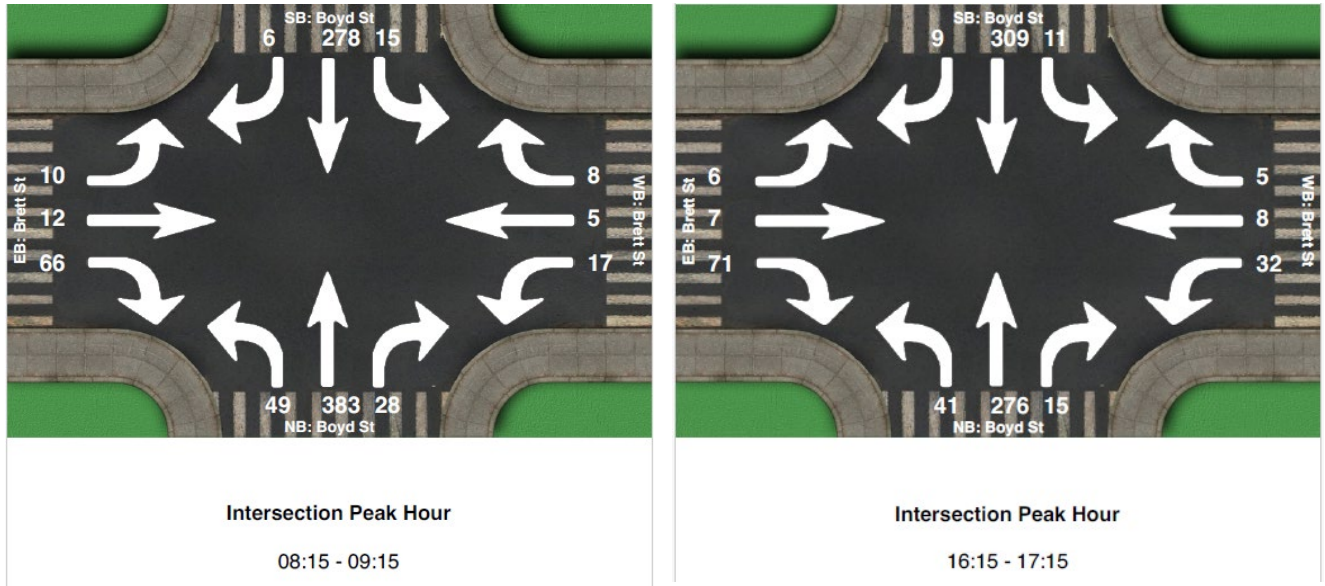 SB: Boyd St
6 278 15
EB: Brett St
10
12
66
WB: Brett St
8
5
17
49 383 28
NB: Boyd St
Intersection Peak Hour
08:15 - 09:15
SB: Boyd St
9 309 11
EB: Brett St
6
7
71
WB: Brett St
5
8
32
41 276 15
NB: Boyd St
Intersection Peak Hour
16:15 - 17:15